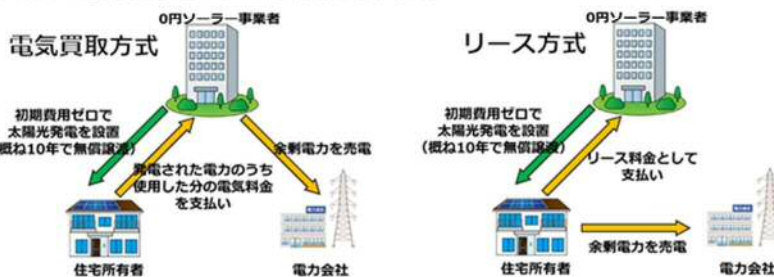 0円ソーラー事業者
電気買取方式
初期費用ゼロで
太陽光発電を設置
概ね10年で無償譲渡）
発電された電力のうち
使用した分の電気料金
を支払い
余剰電力を売電
住宅所有者
電力会社
0円ソーラー事業者
リース方式
初期費用ゼロで
太陽光発電を設置
（概ね10年で無償譲渡）
リース料金として
支払い
余剰電力を売電
住宅所有者
電力会社